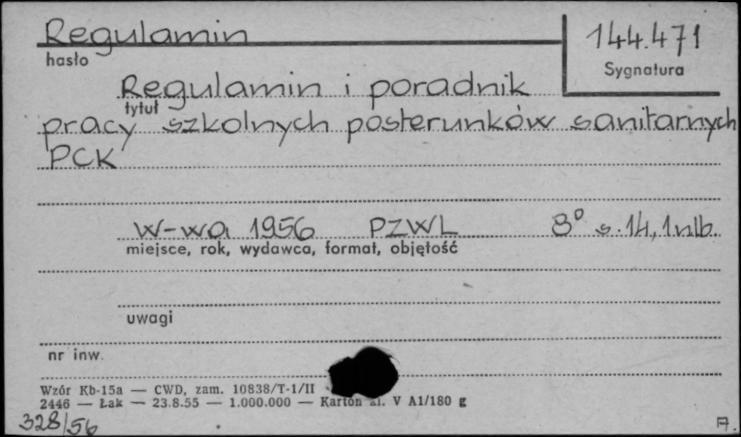 Regulamin
hasło
144.471
Sygnatura
Regulamin i poradnik
tytuł
pracy szkolnych posterunków sanitarnych
PCK
W-wa 1956 PZWL 8° s. 14, 1 nlb.
miejsce, rok, wydawca, format, objętość
uwagi
nr inw.
Wzór Kb-15a — CWD, zam. 10838/T-1/II
2446 — Łak — 23.8.55 — 1.000.000 — Karton kl. V A1/180 g
328/56
A.